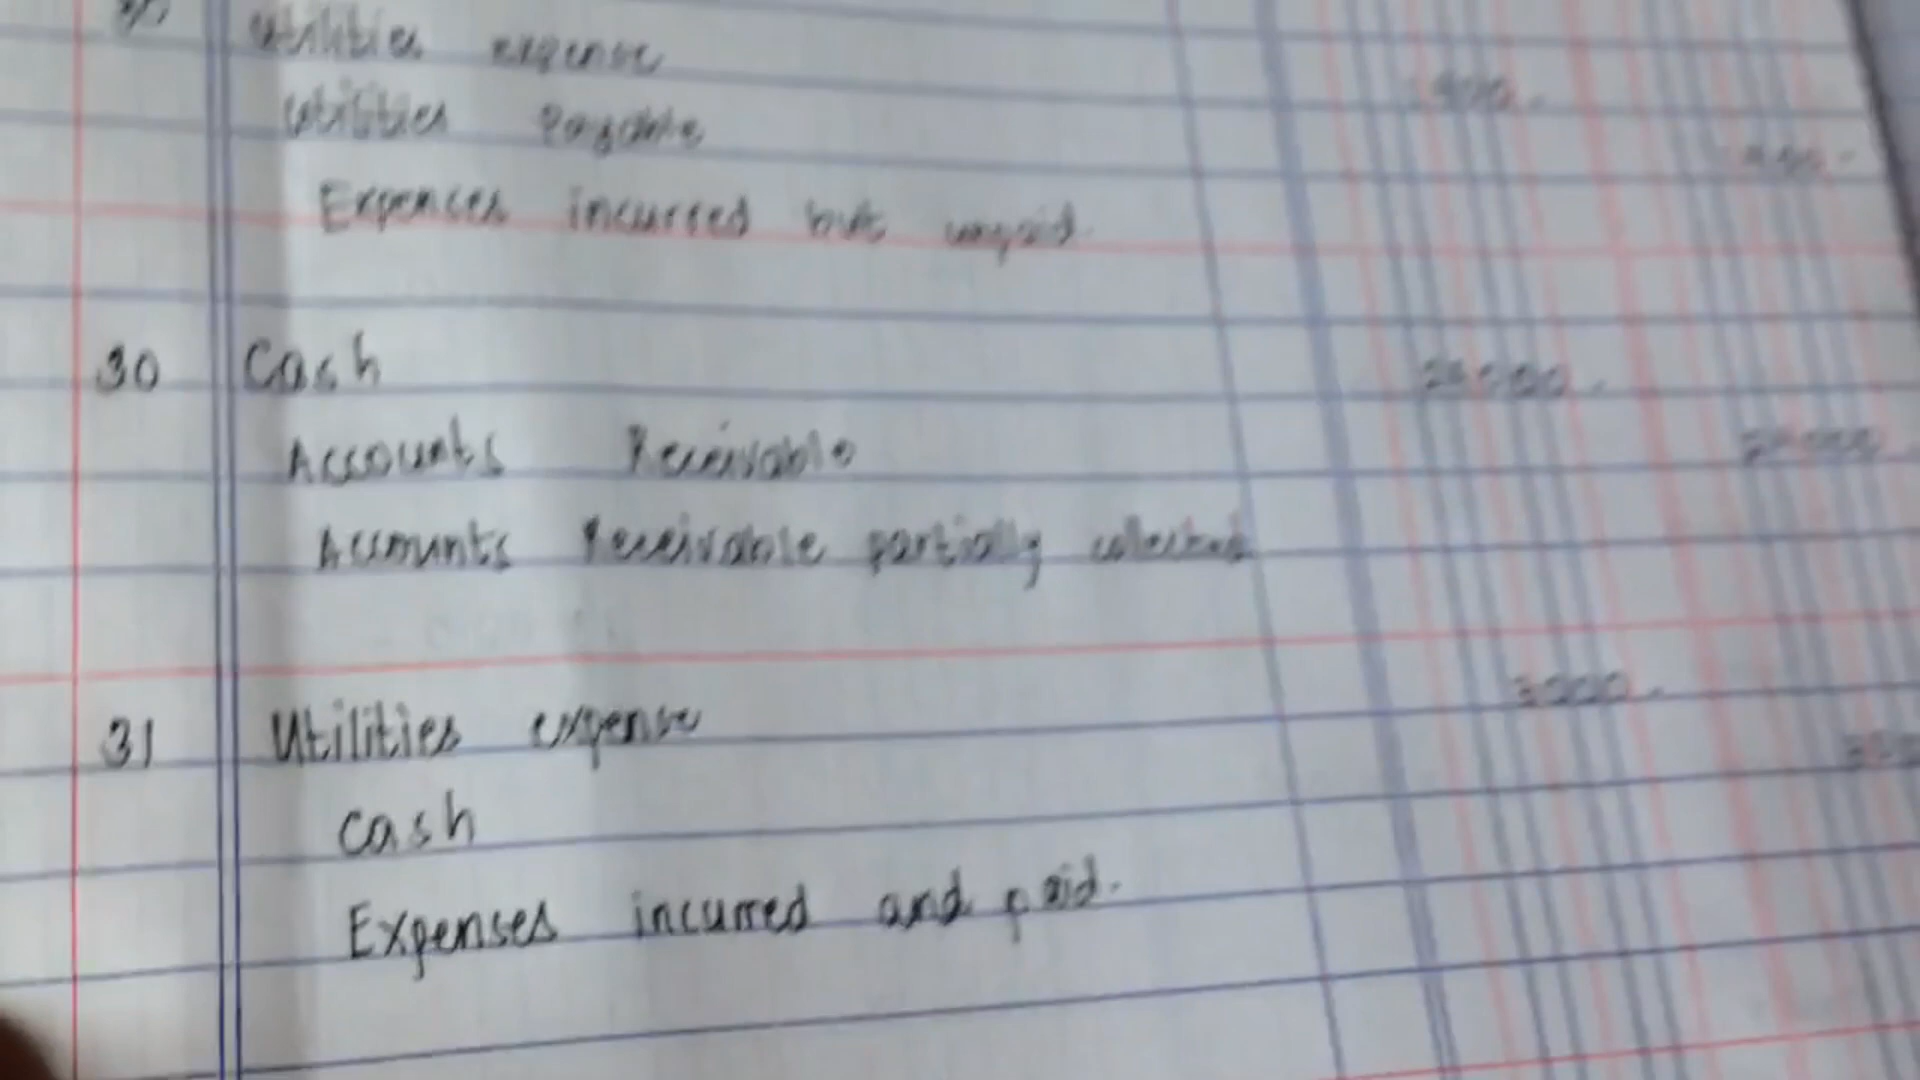 Utilities expense
Utilities Payable
Expences incurred but unpaid.
30 Cash
Accounts Receivable
Accounts Receivable partially collected
31 Utilities expense 3000.
Cash
Expenses incurred and paid.